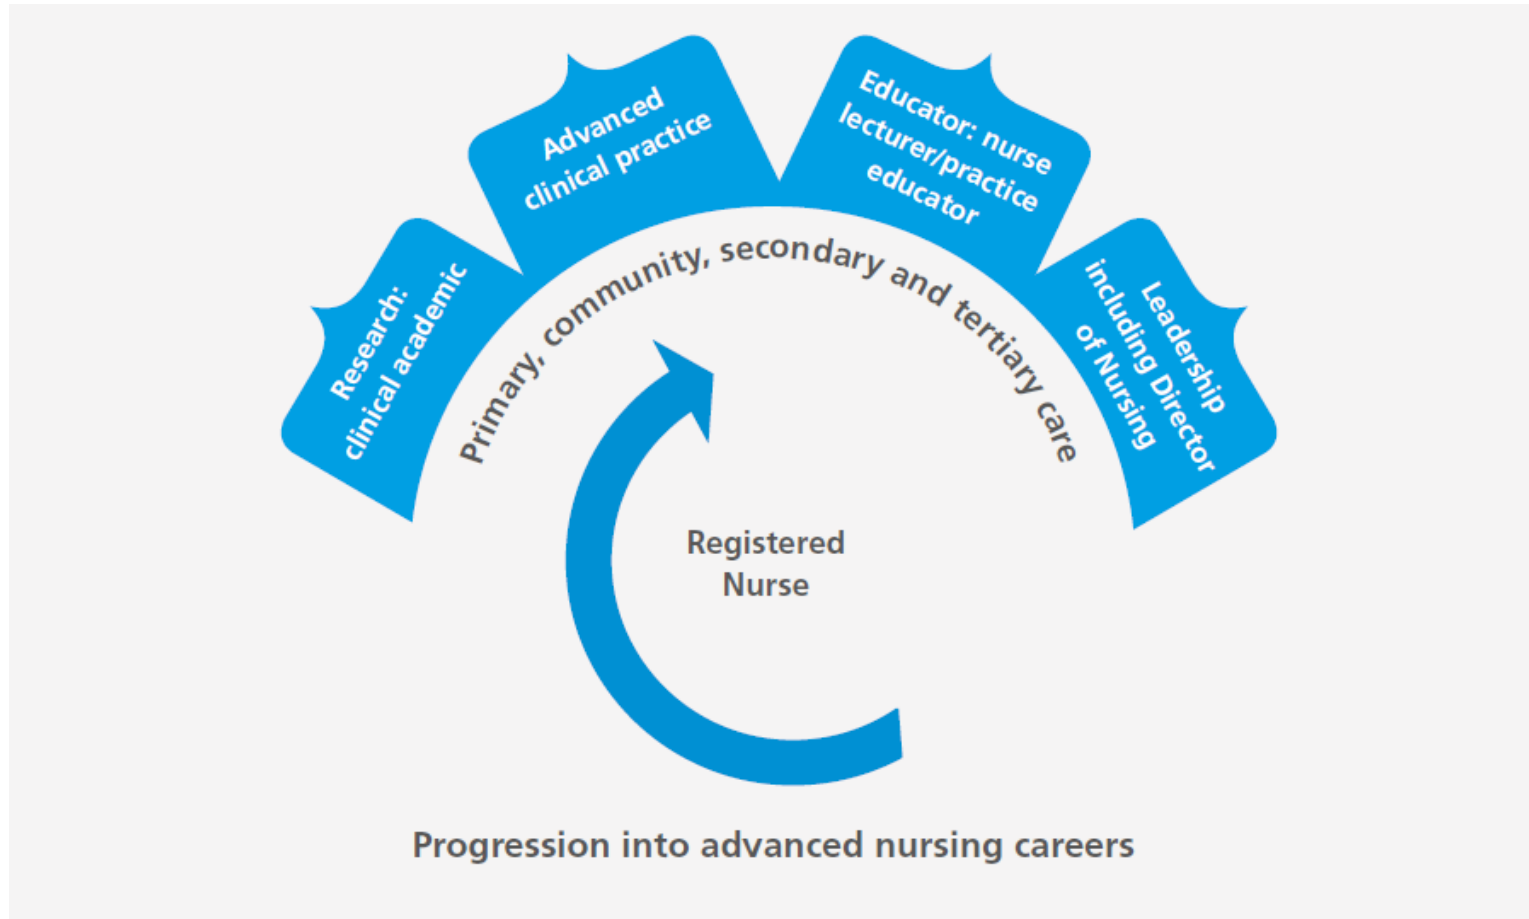 Research:
clinical academic
Advanced
clinical practice
Educator: nurse
lecturer/practice
educator
Leadership
including Director
of Nursing
Primary, community, secondary and tertiary care
Registered
Nurse
Progression into advanced nursing careers